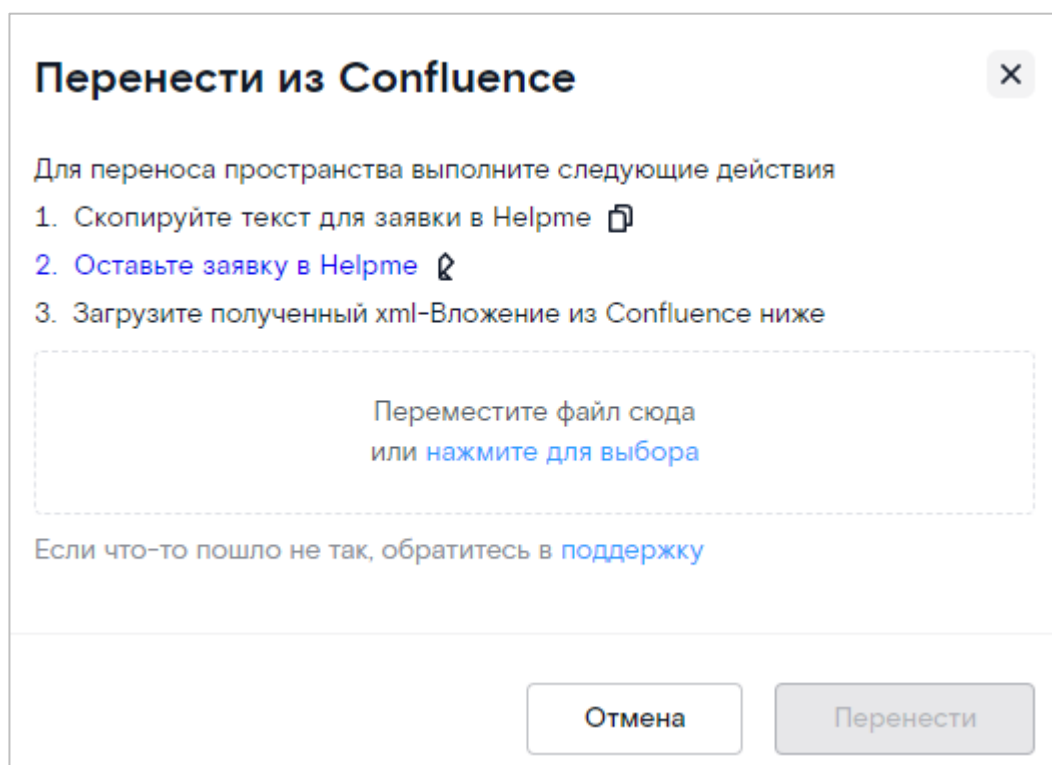 Перенести из Confluence
Для переноса пространства выполните следующие действия
1. Скопируйте текст для заявки в Helpme
2. Оставьте заявку в Helpme
3. Загрузите полученный xml-Вложение из Confluence ниже
Переместите файл сюда
или нажмите для выбора
Если что-то пошло не так, обратитесь в поддержку
Отмена
Перенести